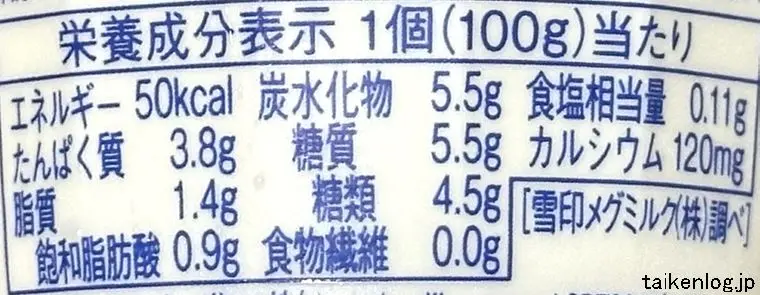 栄養成分表示 1個(100g)当たり
エネルギー 50kcal
たんぱく質 3.8g
脂質 1.4g
飽和脂肪酸 0.9g
炭水化物 5.5g
糖質 5.5g
糖類 4.5g
食物繊維 0.0g
食塩相当量 0.11g
カルシウム 120mg
[雪印メグミルク(株)調べ]
taikenlog.jp